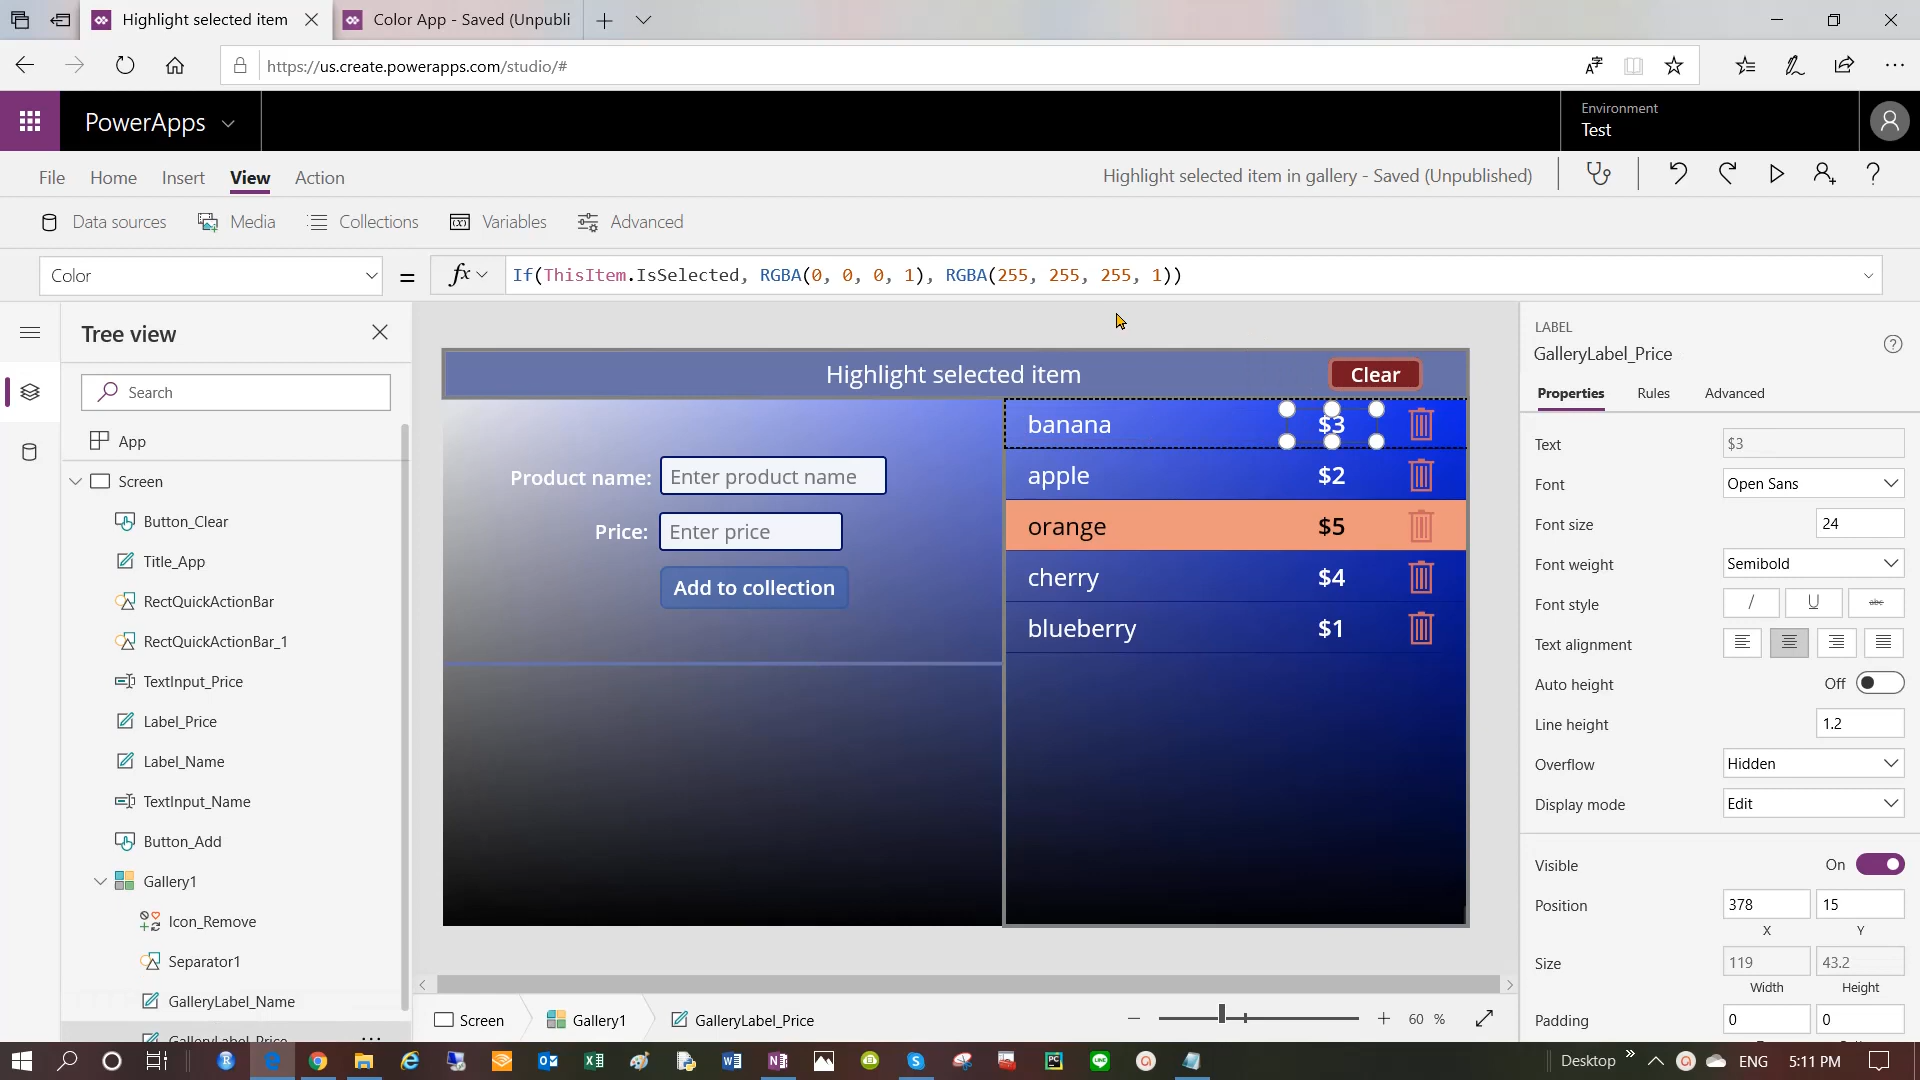 Highlight selected item
Color App - Saved (Unpubli
https://us.create.powerapps.com/studio/#
PowerApps
Environment
Test
File Home Insert View Action
Highlight selected item in gallery - Saved (Unpublished)
Data sources Media Collections Variables Advanced
Color
=
fx
If(ThisItem.IsSelected, RGBA(0, 0, 0, 1), RGBA(255, 255, 255, 1))
Tree view
Search
App
Screen
Button_Clear
Title_App
RectQuickActionBar
RectQuickActionBar_1
TextInput_Price
Label_Price
Label_Name
TextInput_Name
Button_Add
Gallery1
Icon_Remove
Separator1
GalleryLabel_Name
GalleryLabel_Price
Highlight selected item
Clear
Product name: Enter product name
Price: Enter price
Add to collection
banana $3
apple $2
orange $5
cherry $4
blueberry $1
Screen Gallery1 GalleryLabel_Price
60 %
LABEL
GalleryLabel_Price
Properties Rules Advanced
Text $3
Font Open Sans
Font size 24
Font weight Semibold
Font style / U abc
Text alignment
Auto height Off
Line height 1.2
Overflow Hidden
Display mode Edit
Visible On
Position 378 15
X Y
Size 119 43.2
Width Height
Padding 0 0
Desktop ENG 5:11 PM